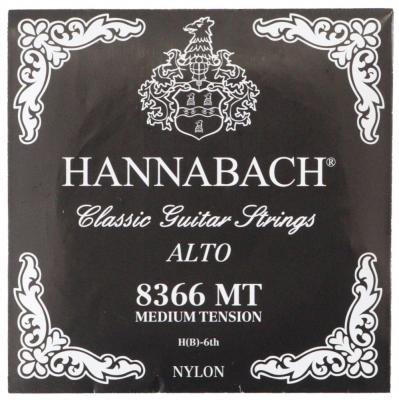 HANNABACH®
Classic Guitar Strings
ALTO
8366 MT
MEDIUM TENSION
H(B)-6th
NYLON